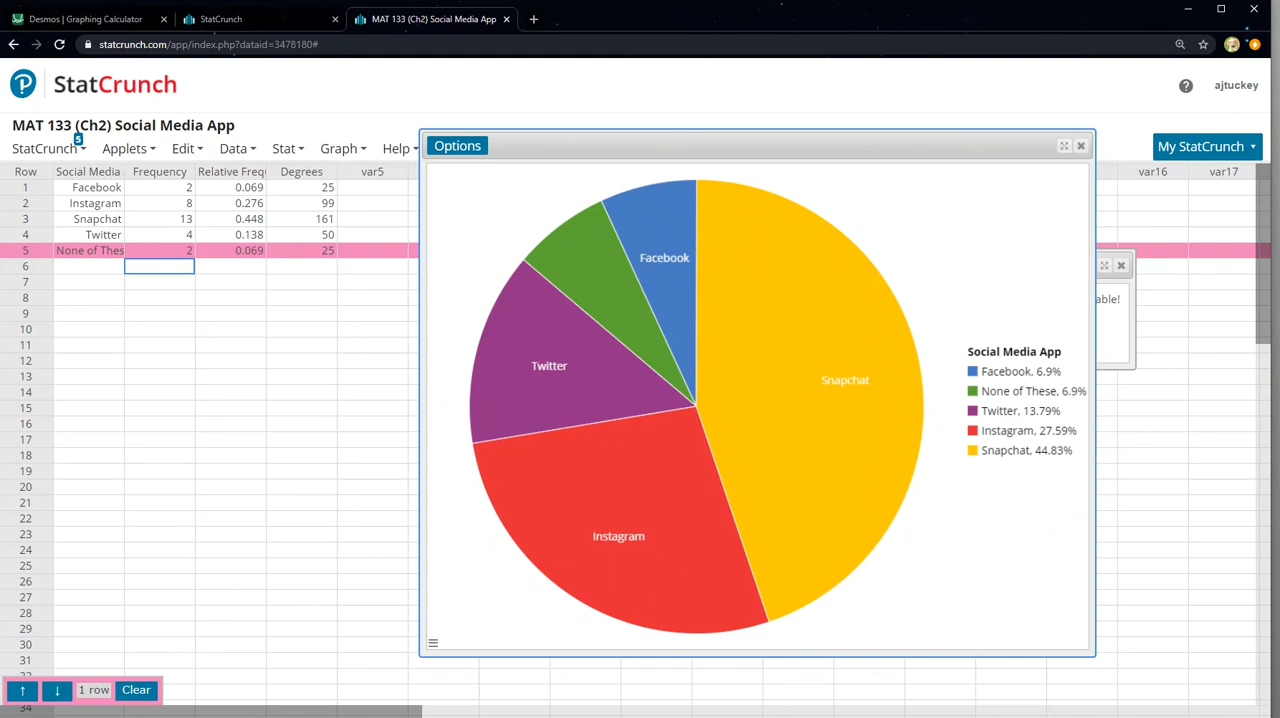 Desmos | Graphing Calculator
StatCrunch
MAT 133 (Ch2) Social Media App
statcrunch.com/app/index.php?dataid=3478180#
StatCrunch
ajtuckey
MAT 133 (Ch2) Social Media App
StatCrunch 5 Applets Edit Data Stat Graph Help
Options
My StatCrunch
Row Social Media Frequency Relative Freq Degrees var5 var16 var17
1 Facebook 2 0.069 25
2 Instagram 8 0.276 99
3 Snapchat 13 0.448 161
4 Twitter 4 0.138 50
5 None of Thes 2 0.069 25
6
7
8
9
10
11
12
13
14
15
16
17
18
19
20
21
22
23
24
25
26
27
28
29
30
31
34
Facebook
Twitter
Snapchat
Instagram
Social Media App
Facebook, 6.9%
None of These, 6.9%
Twitter, 13.79%
Instagram, 27.59%
Snapchat, 44.83%
able!
↑ ↓ 1 row Clear